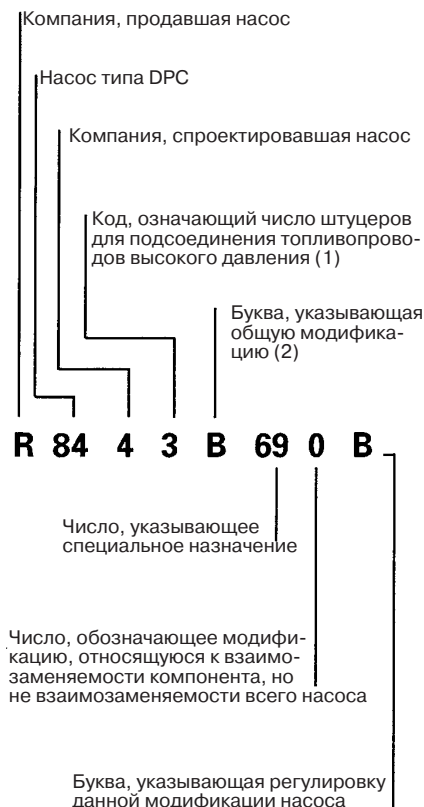 Компания, продавшая насос
Насос типа DPC
Компания, спроектировавшая насос
Код, означающий число штуцеров
для подсоединения топливопрово-
дов высокого давления (1)
Буква, указывающая
общую модифика-
цию (2)
R 84 4 3 B 69 0 B
Число, указывающее
специальное назначение
Число, обозначающее модифи-
кацию, относящуюся к взаимо-
заменяемости компонента, но
не взаимозаменяемости всего насоса
Буква, указывающая регулировку
данной модификации насоса